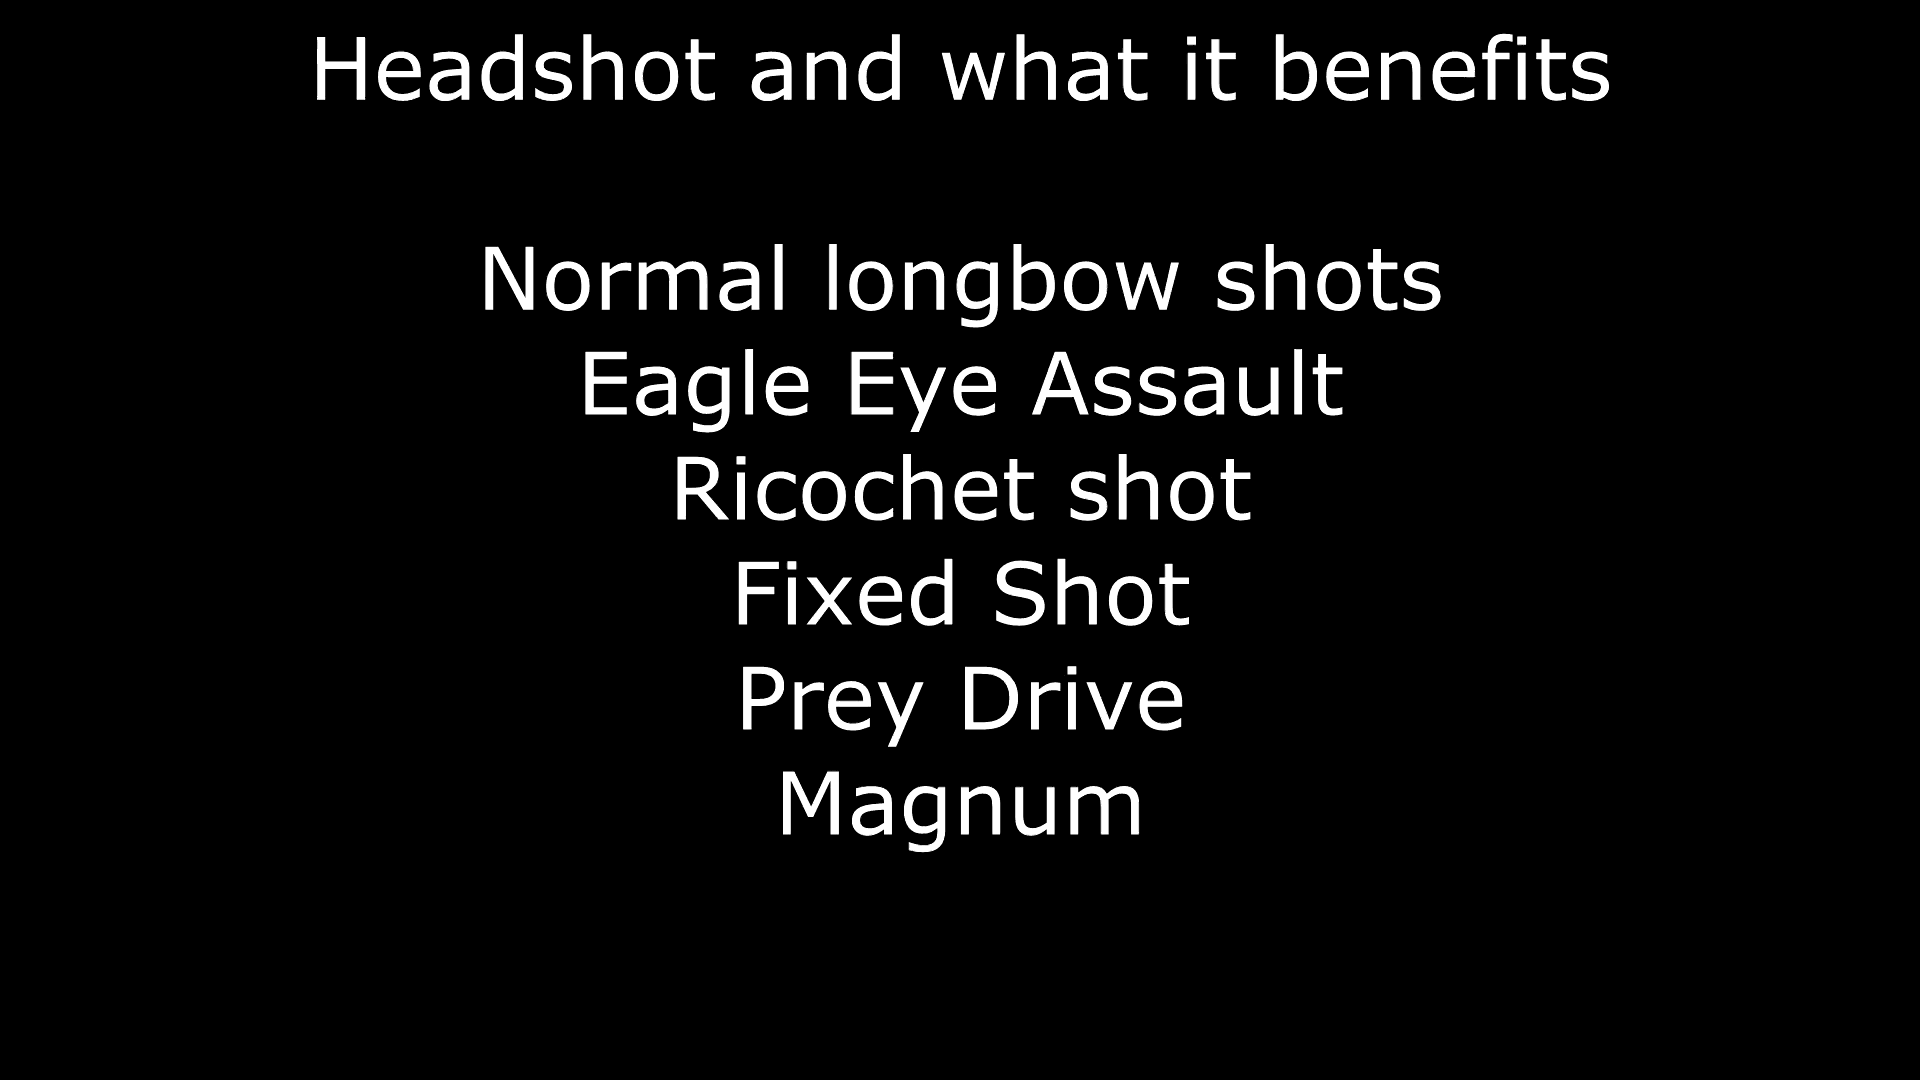 Headshot and what it benefits
Normal longbow shots
Eagle Eye Assault
Ricochet shot
Fixed Shot
Prey Drive
Magnum